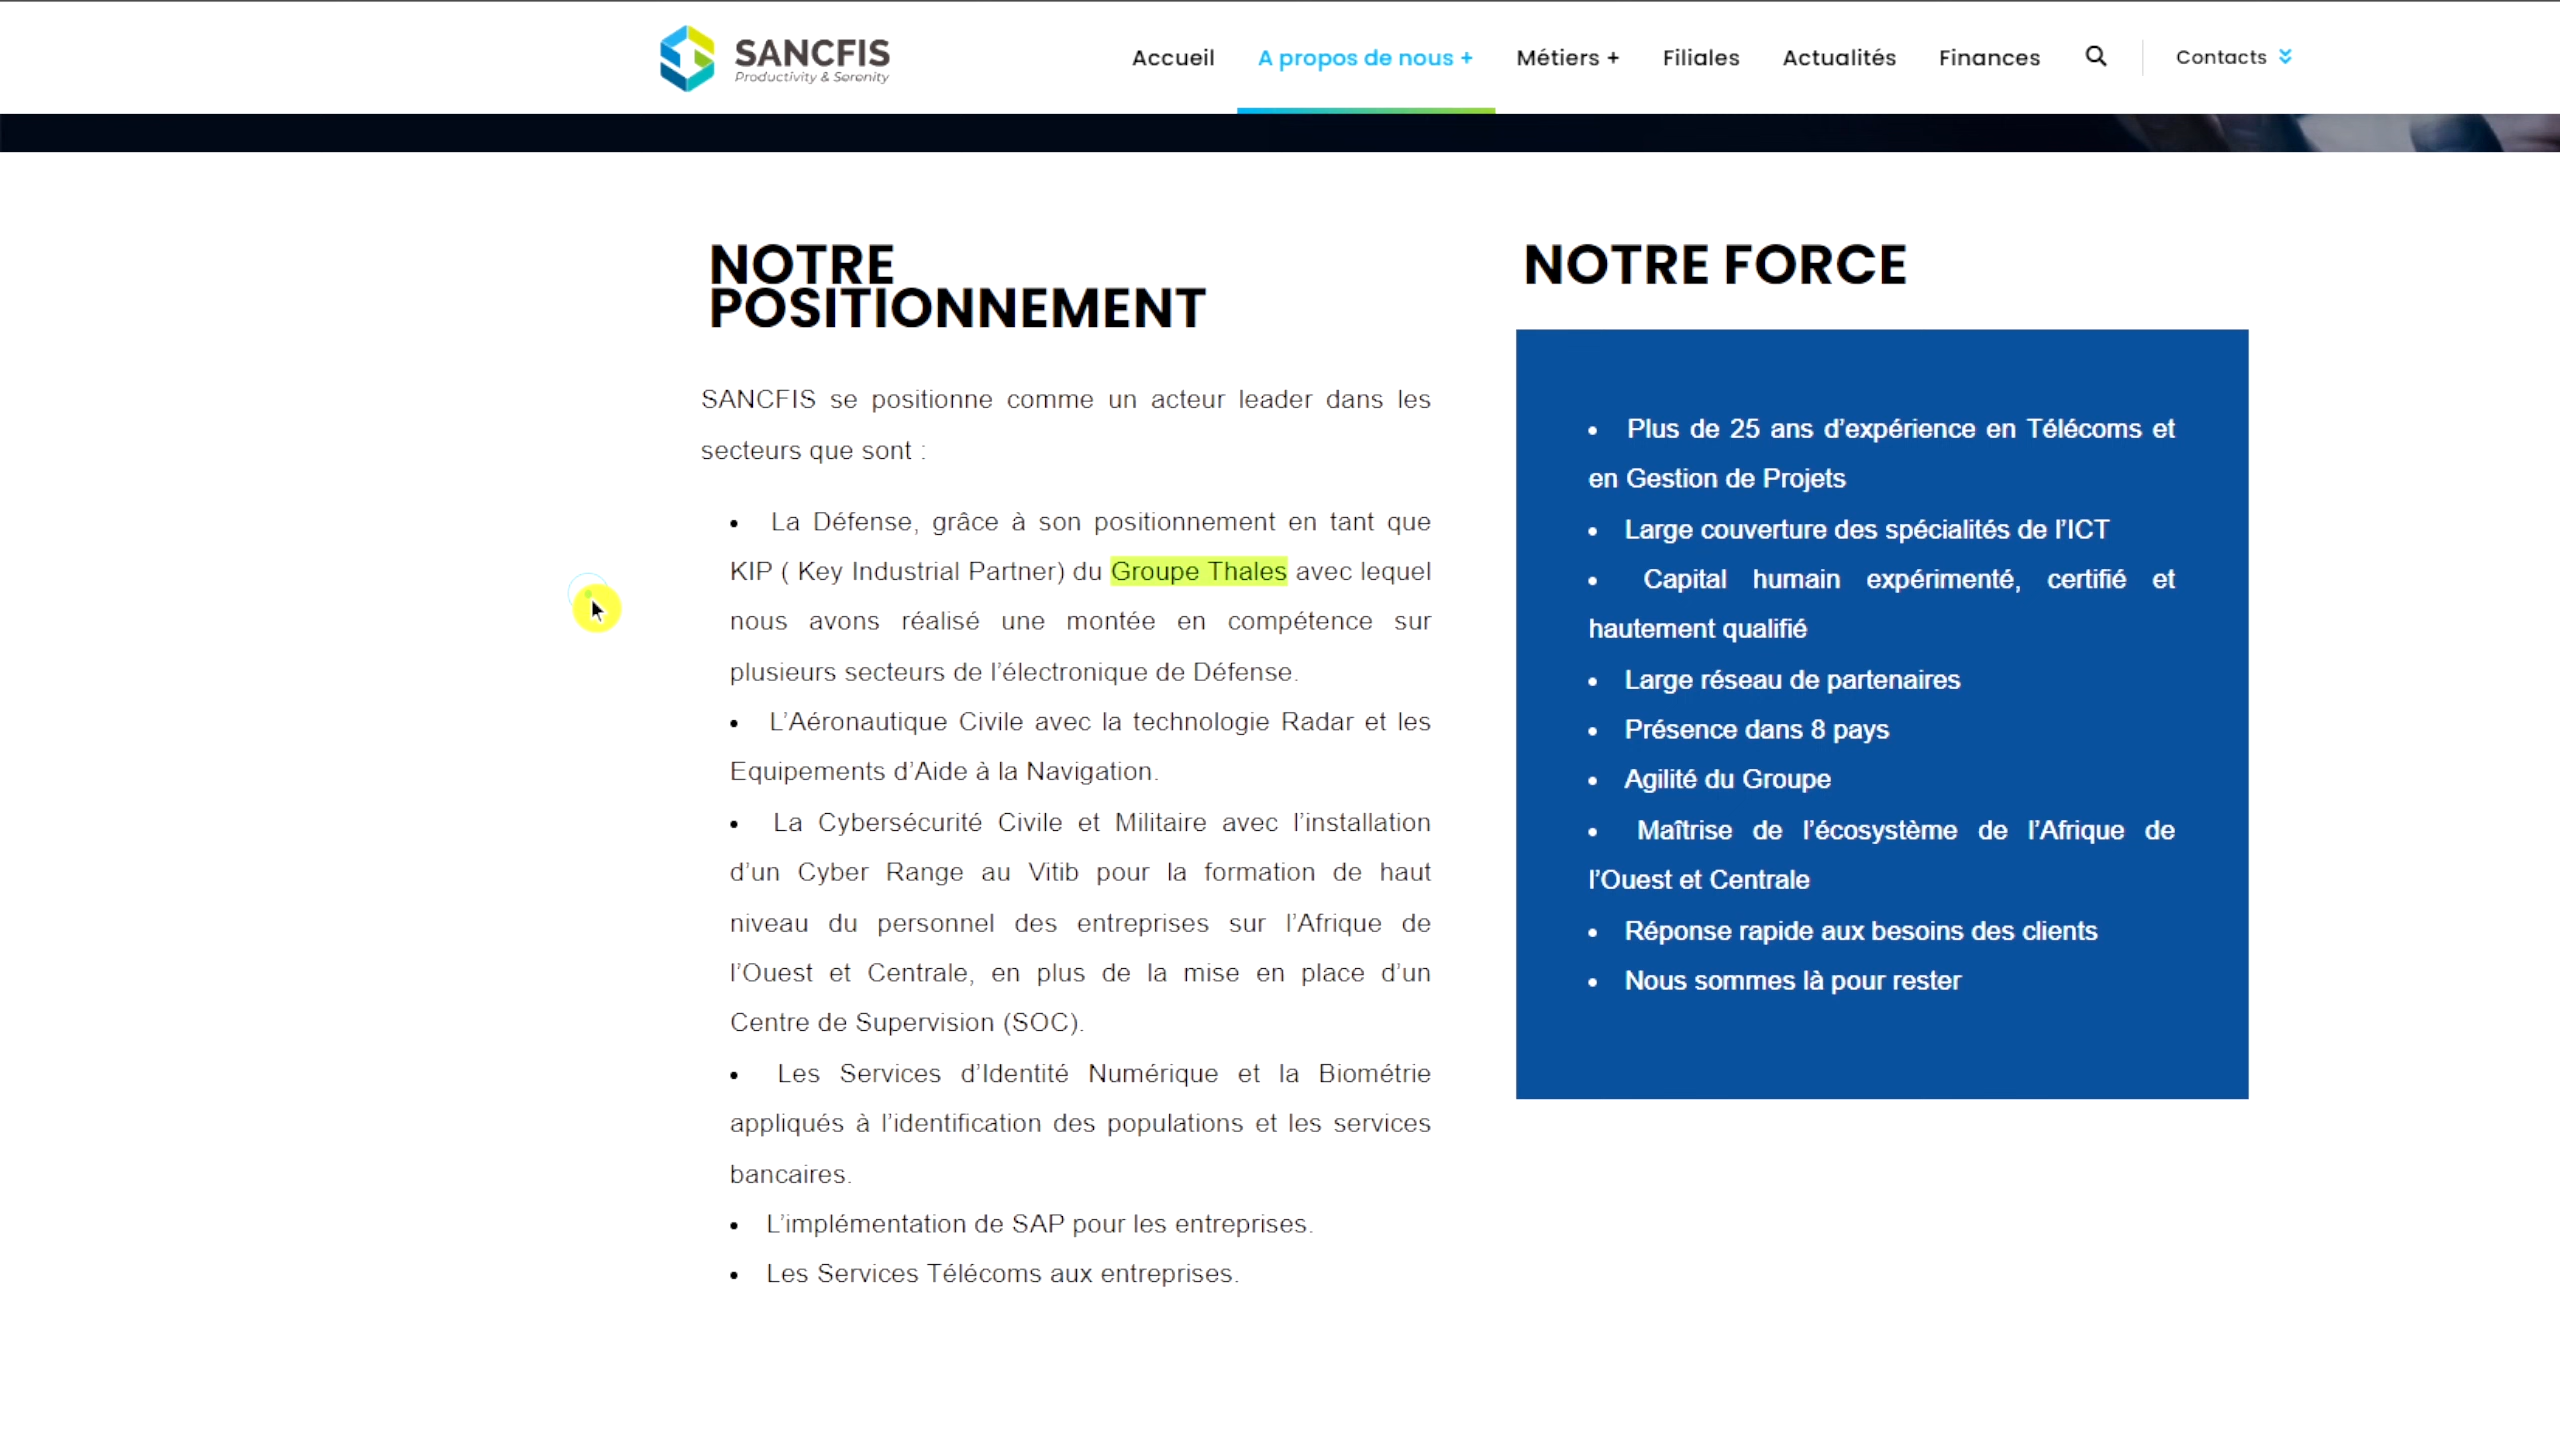 SANCFIS
Productivity & Serenity
Accueil
A propos de nous +
Métiers +
Filiales
Actualités
Finances
Contacts
NOTRE
POSITIONNEMENT
SANCFIS se positionne comme un acteur leader dans les
secteurs que sont :
• La Défense, grâce à son positionnement en tant que
KIP ( Key Industrial Partner) du Groupe Thales avec lequel
nous avons réalisé une montée en compétence sur
plusieurs secteurs de l’électronique de Défense.
• L’Aéronautique Civile avec la technologie Radar et les
Equipements d’Aide à la Navigation.
• La Cybersécurité Civile et Militaire avec l’installation
d’un Cyber Range au Vitib pour la formation de haut
niveau du personnel des entreprises sur l’Afrique de
l’Ouest et Centrale, en plus de la mise en place d’un
Centre de Supervision (SOC).
• Les Services d’Identité Numérique et la Biométrie
appliqués à l’identification des populations et les services
bancaires.
• L’implémentation de SAP pour les entreprises.
• Les Services Télécoms aux entreprises.
NOTRE FORCE
• Plus de 25 ans d’expérience en Télécoms et
en Gestion de Projets
• Large couverture des spécialités de l’ICT
• Capital humain expérimenté, certifié et
hautement qualifié
• Large réseau de partenaires
• Présence dans 8 pays
• Agilité du Groupe
• Maîtrise de l’écosystème de l’Afrique de
l’Ouest et Centrale
• Réponse rapide aux besoins des clients
• Nous sommes là pour rester